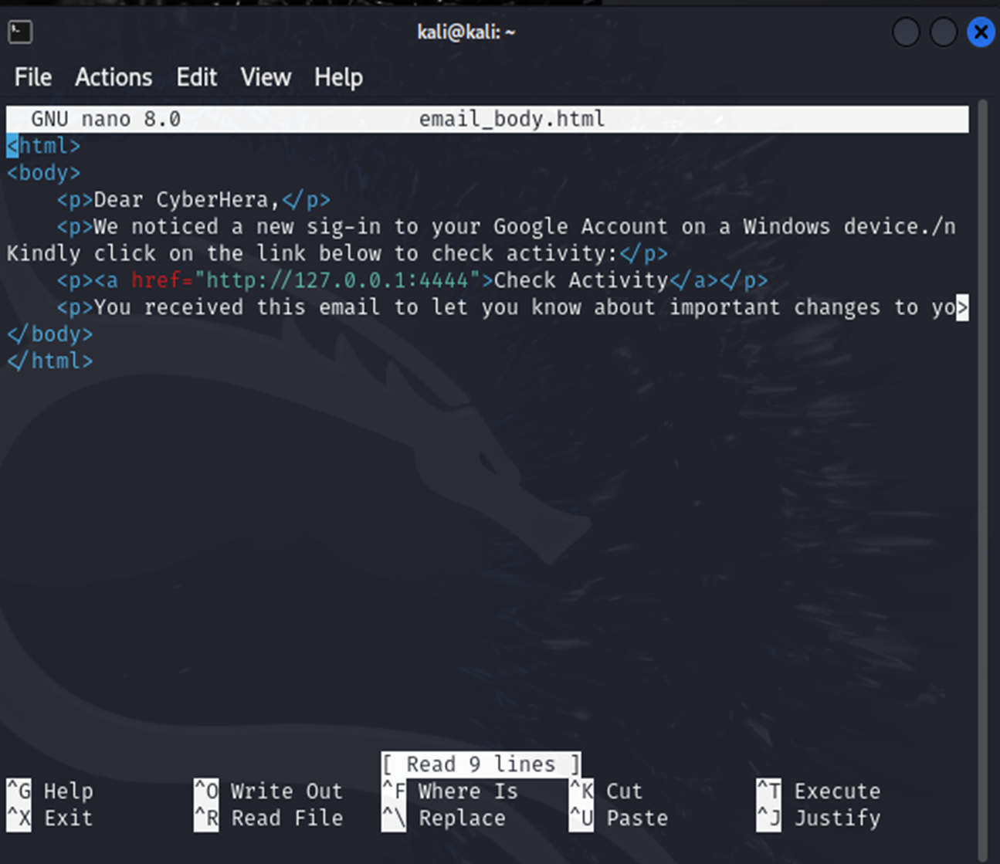 kali@kali: ~
File Actions Edit View Help
GNU nano 8.0 email_body.html
<html>
<body>
<p>Dear CyberHera,</p>
<p>We noticed a new sig-in to your Google Account on a Windows device./n
Kindly click on the link below to check activity:</p>
<p><a href="http://127.0.0.1:4444">Check Activity</a></p>
<p>You received this email to let you know about important changes to yo>
</body>
</html>
[ Read 9 lines ]
^G Help ^O Write Out ^F Where Is ^K Cut ^T Execute
^X Exit ^R Read File ^\ Replace ^U Paste ^J Justify